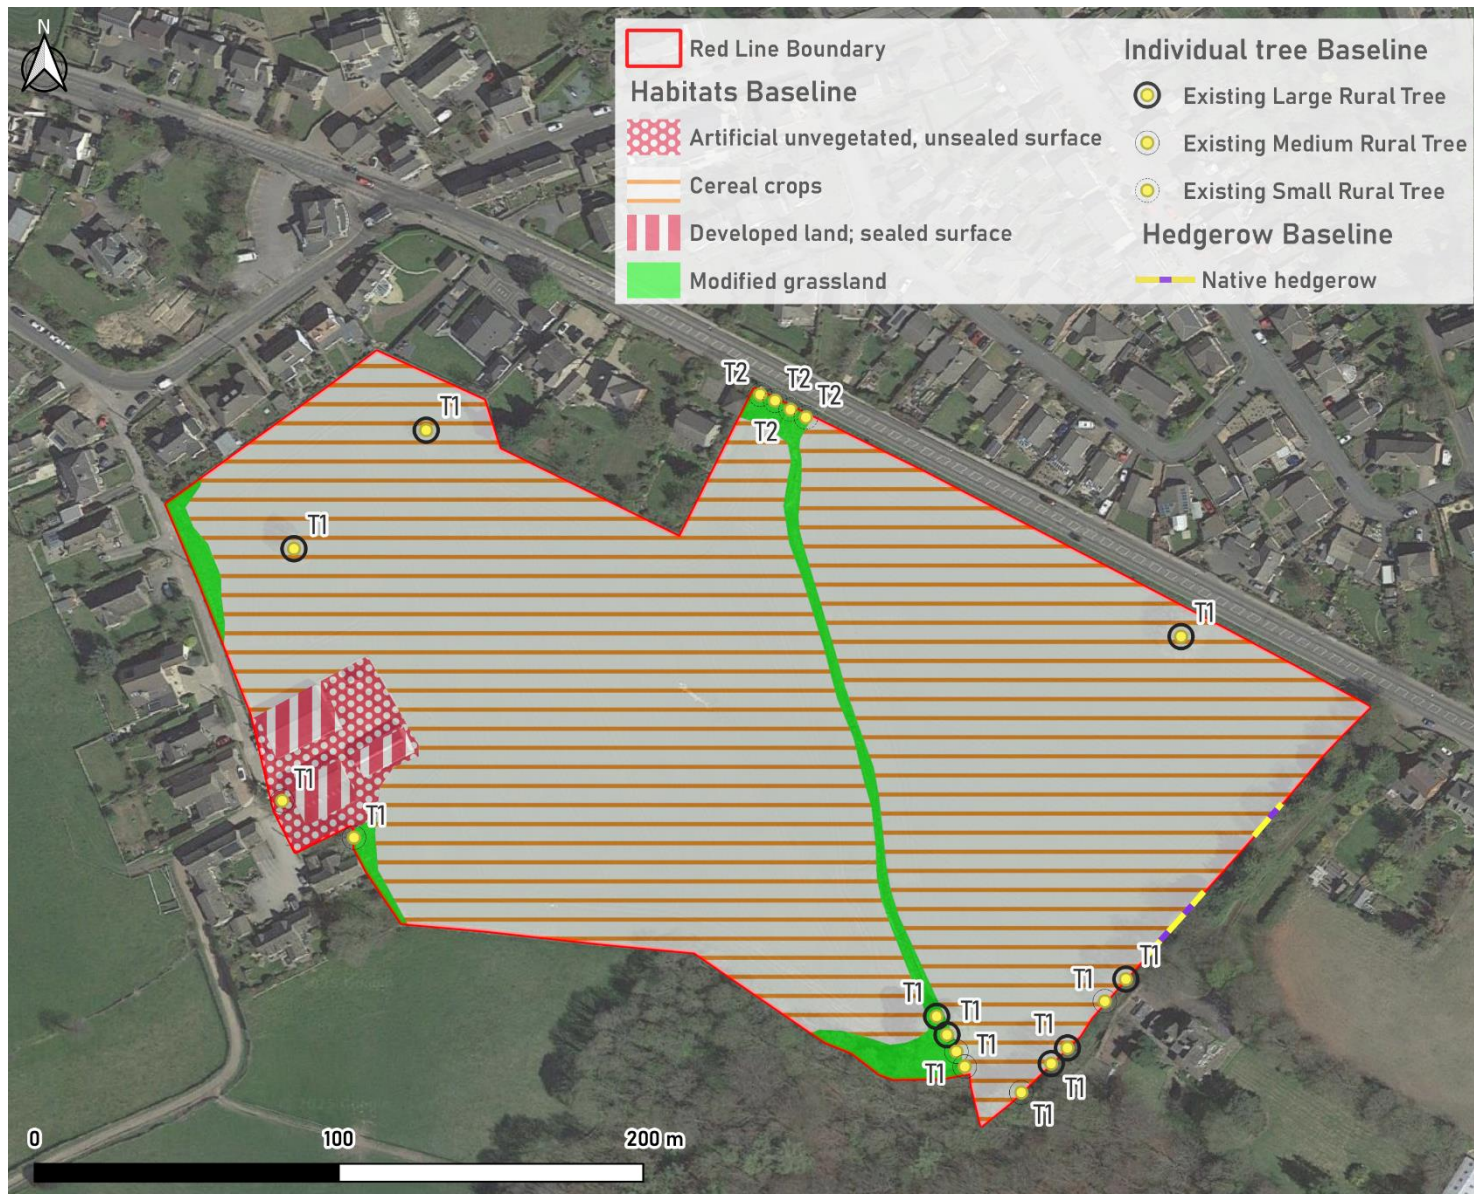 N
Red Line Boundary
Habitats Baseline
Artificial unvegetated, unsealed surface
Cereal crops
Developed land; sealed surface
Modified grassland
Individual tree Baseline
Existing Large Rural Tree
Existing Medium Rural Tree
Existing Small Rural Tree
Hedgerow Baseline
Native hedgerow
T2
T2
T2
T2
T1
T1
T1
T1
T1
T1
T1
T1
T1
T1
T1
T1
T1
T1
0
100
200 m